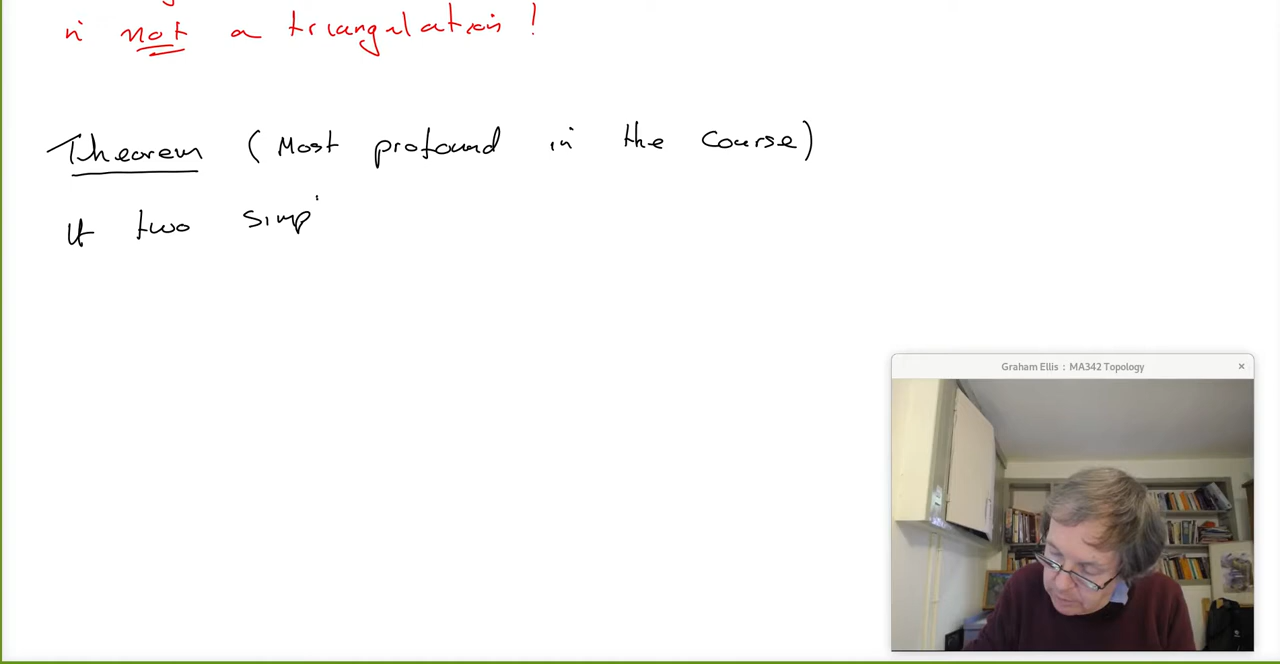 is not a triangulation!
Theorem (Most profound in the course)
If two simp
Graham Ellis : MA342 Topology